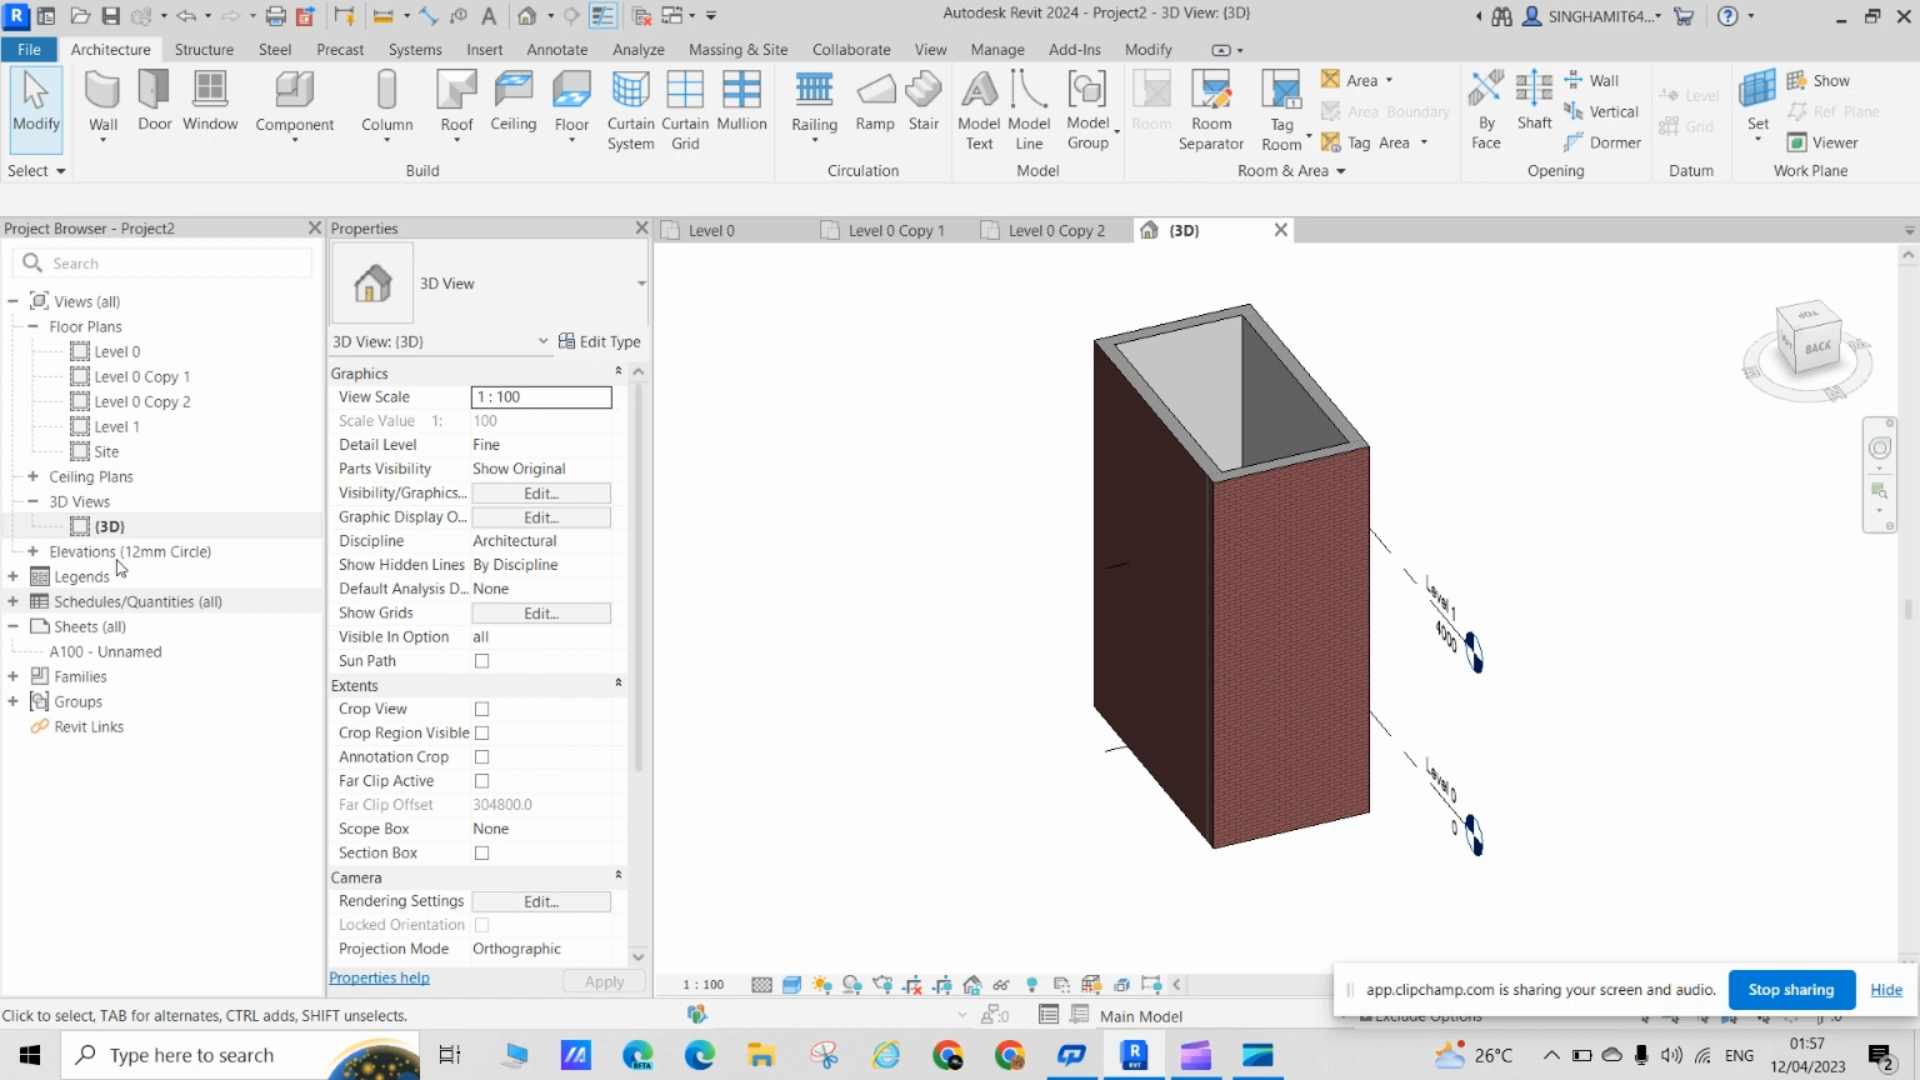 R
Autodesk Revit 2024 - Project2 - 3D View: {3D}
SINGHAMIT64...
File Architecture Structure Steel Precast Systems Insert Annotate Analyze Massing & Site Collaborate View Manage Add-Ins Modify
Modify
Wall Door Window Component Column Roof Ceiling Floor Curtain System Curtain Grid Mullion
Railing Ramp Stair
Model Text Model Line Model Group
Room Room Separator Tag Room
Area
Area Boundary
Tag Area
By Face Shaft
Wall
Vertical
Dormer
Level
Grid
Set
Show
Ref Plane
Viewer
Select Build Circulation Model Room & Area Opening Datum Work Plane
Project Browser - Project2
Search
Views (all)
Floor Plans
Level 0
Level 0 Copy 1
Level 0 Copy 2
Level 1
Site
Ceiling Plans
3D Views
{3D}
Elevations (12mm Circle)
Legends
Schedules/Quantities (all)
Sheets (all)
A100 - Unnamed
Families
Groups
Revit Links
Properties
3D View
3D View: {3D} Edit Type
Graphics
View Scale 1 : 100
Scale Value 1: 100
Detail Level Fine
Parts Visibility Show Original
Visibility/Graphics... Edit...
Graphic Display O... Edit...
Discipline Architectural
Show Hidden Lines By Discipline
Default Analysis D... None
Show Grids Edit...
Visible In Option all
Sun Path
Extents
Crop View
Crop Region Visible
Annotation Crop
Far Clip Active
Far Clip Offset 304800.0
Scope Box None
Section Box
Camera
Rendering Settings Edit...
Locked Orientation
Projection Mode Orthographic
Properties help Apply
Level 0 Level 0 Copy 1 Level 0 Copy 2 {3D}
TOP
BACK
Level 1
4000
Level 0
0
1 : 100
app.clipchamp.com is sharing your screen and audio. Stop sharing Hide
Click to select, TAB for alternates, CTRL adds, SHIFT unselects.
:0
Main Model
Exclude Options
:0
Type here to search
BETA
R
RVT
26°C
ENG
01:57
12/04/2023
2